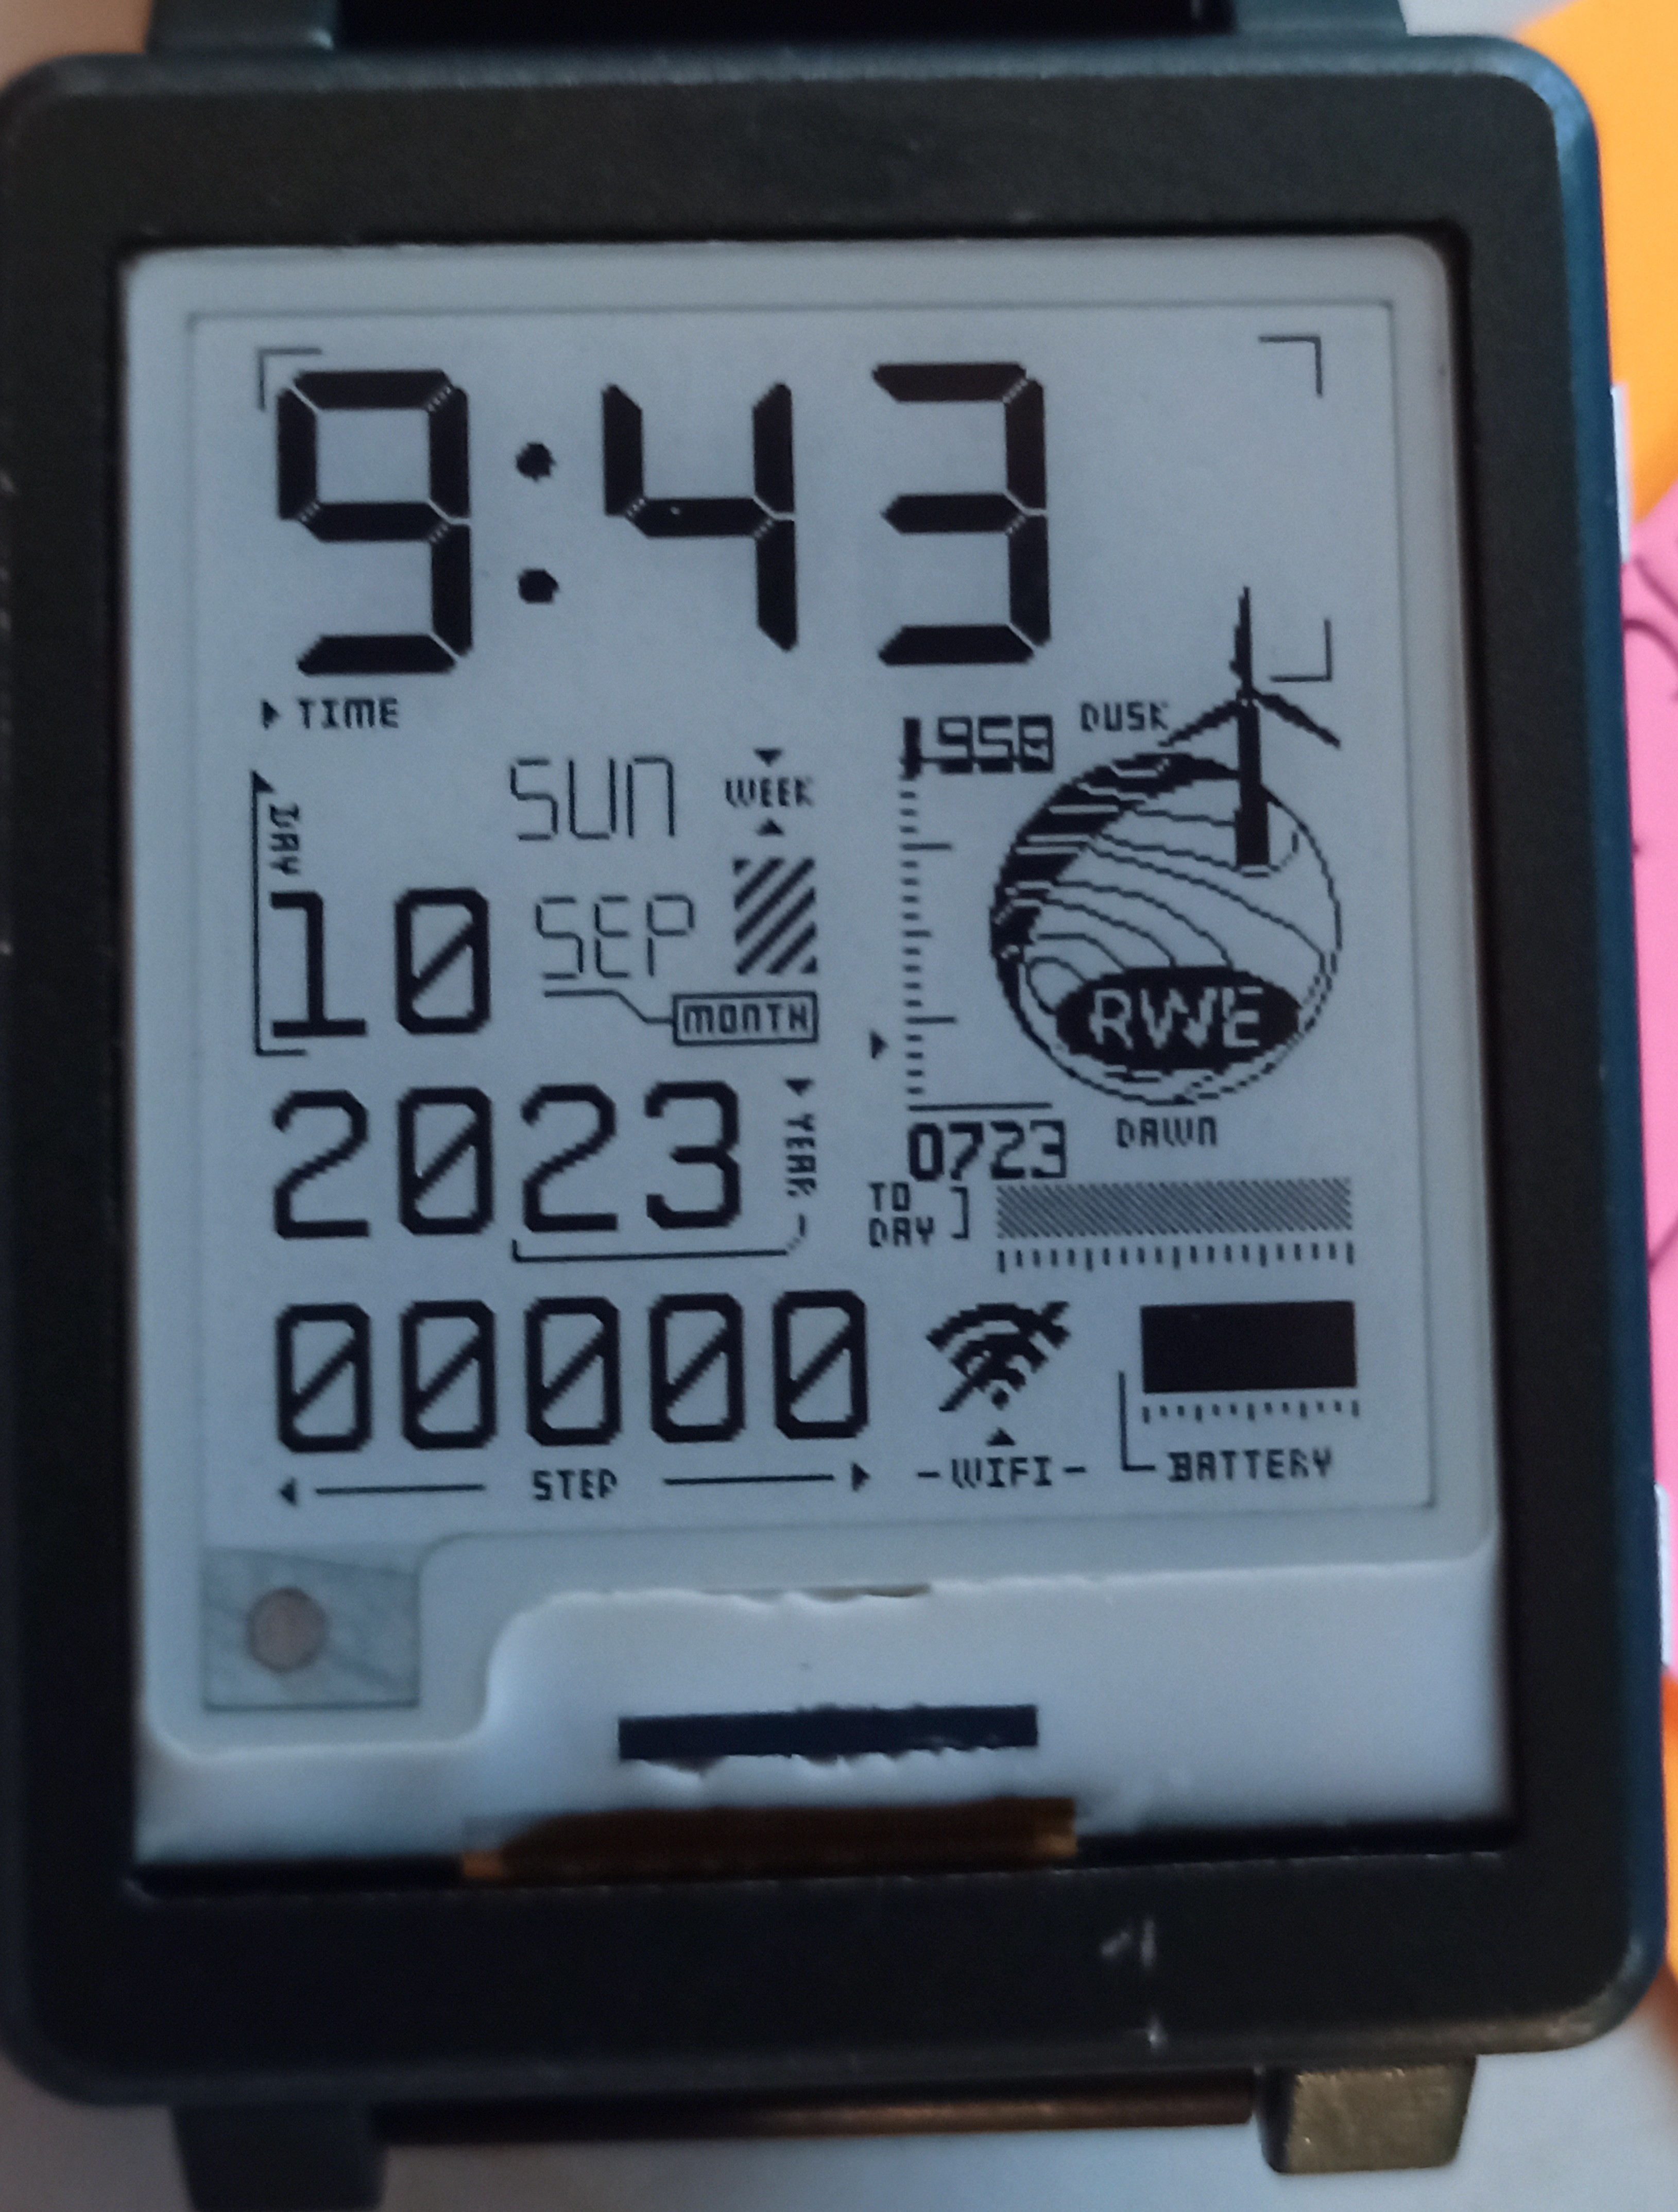 9:43
TIME
DAY
SUN
WEEK
10
SEP
MONTH
2023
YEAR
1958
DUSK
RWE
DAWN
0723
TO
DAY
00000
STEP
-WIFI-
BATTERY